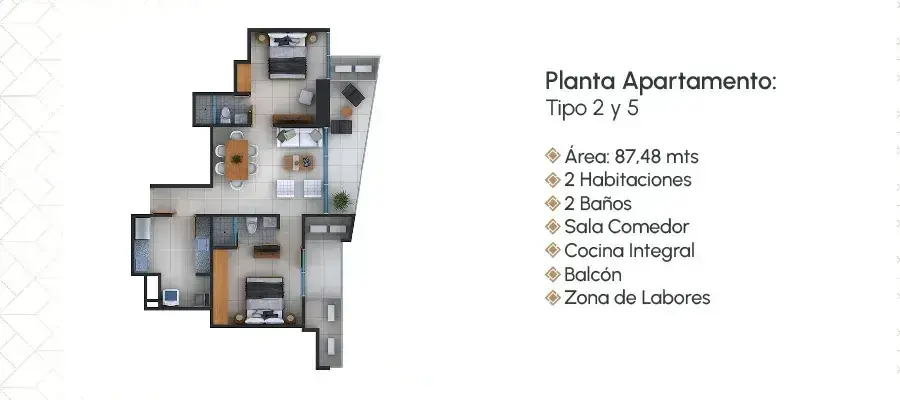 Planta Apartamento:
Tipo 2 y 5
Área: 87,48 mts
2 Habitaciones
2 Baños
Sala Comedor
Cocina Integral
Balcón
Zona de Labores